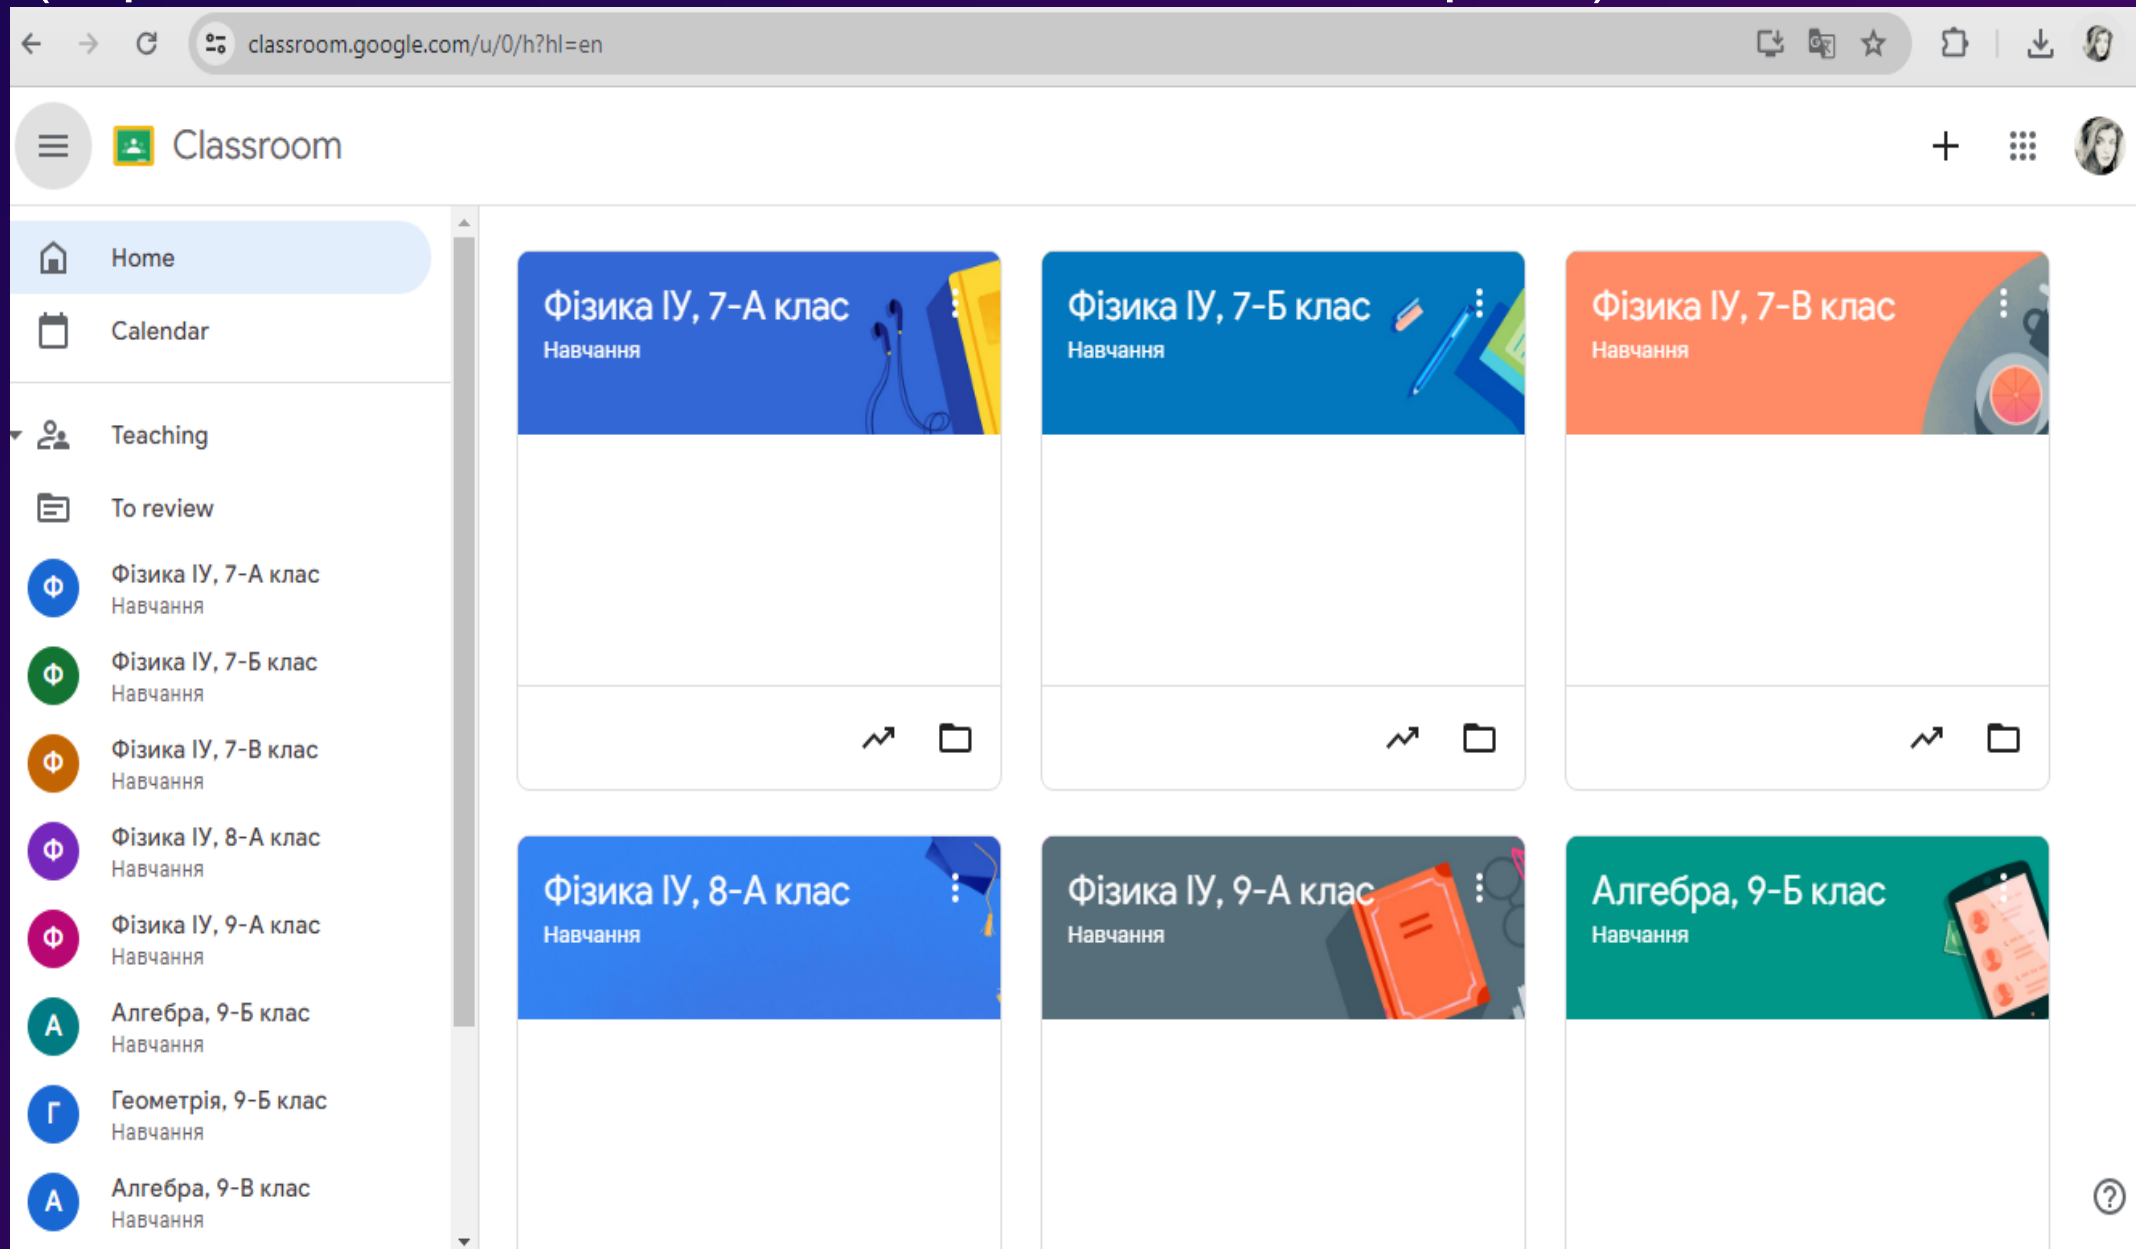 classroom.google.com/u/0/h?hl=en
Classroom
Home
Calendar
Teaching
To review
Фізика ІУ, 7-А клас
Навчання
Фізика ІУ, 7-Б клас
Навчання
Фізика ІУ, 7-В клас
Навчання
Фізика ІУ, 8-А клас
Навчання
Фізика ІУ, 9-А клас
Навчання
Алгебра, 9-Б клас
Навчання
Геометрія, 9-Б клас
Навчання
Алгебра, 9-В клас
Навчання
Фізика ІУ, 7-А клас
Навчання
Фізика ІУ, 7-Б клас
Навчання
Фізика ІУ, 7-В клас
Навчання
Фізика ІУ, 8-А клас
Навчання
Фізика ІУ, 9-А клас
Навчання
Алгебра, 9-Б клас
Навчання